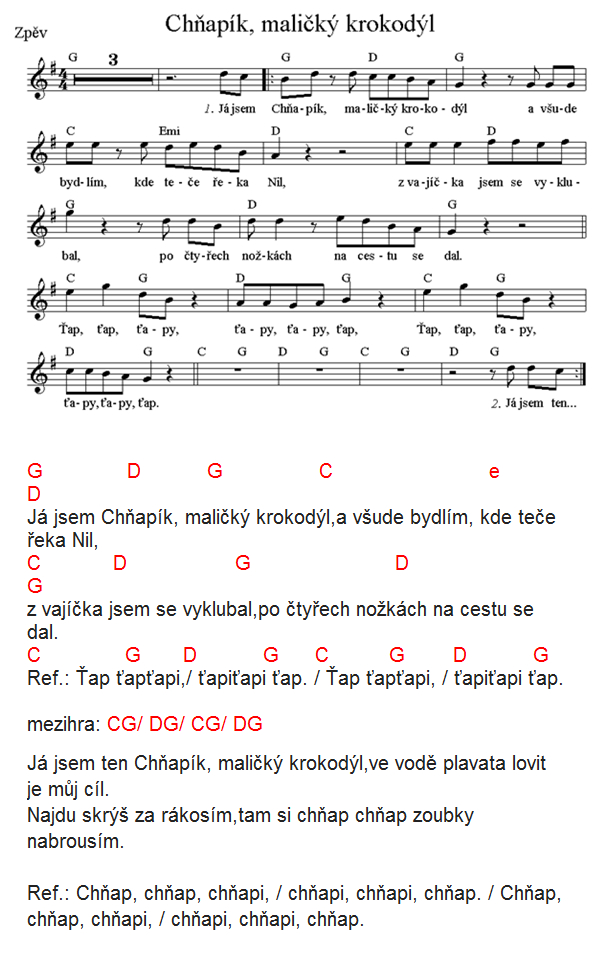 Chňapík, maličký krokodýl
Zpěv
G 3 G D G
4
4
1. Já jsem Chňa - pík, ma - lič - ký kro - ko - dýl a všu - de
C Emi D C D
byd - lím, kde te - če ře - ka Nil, z va - jíč - ka jsem se vy - klu -
G D G
bal, po čty - řech nož - kách na ces - tu se dal.
C G D G C G
Ťap, ťap, ťa - py, ťa - py, ťa - py, ťap, Ťap, ťap, ťa - py,
D G C G D G C G D G
ťa - py, ťa - py, ťap. 2. Já jsem ten...
G D G C e
D
Já jsem Chňapík, maličký krokodýl,a všude bydlím, kde teče
řeka Nil,
C D G D
G
z vajíčka jsem se vyklubal,po čtyřech nožkách na cestu se
dal.
C G D G C G D G
Ref.: Ťap ťapťapi,/ ťapiťapi ťap. / Ťap ťapťapi, / ťapiťapi ťap.
mezihra: CG/ DG/ CG/ DG
Já jsem ten Chňapík, maličký krokodýl,ve vodě plavata lovit
je můj cíl.
Najdu skrýš za rákosím,tam si chňap chňap zoubky
nabrousím.
Ref.: Chňap, chňap, chňapi, / chňapi, chňapi, chňap. / Chňap,
chňap, chňapi, / chňapi, chňapi, chňap.